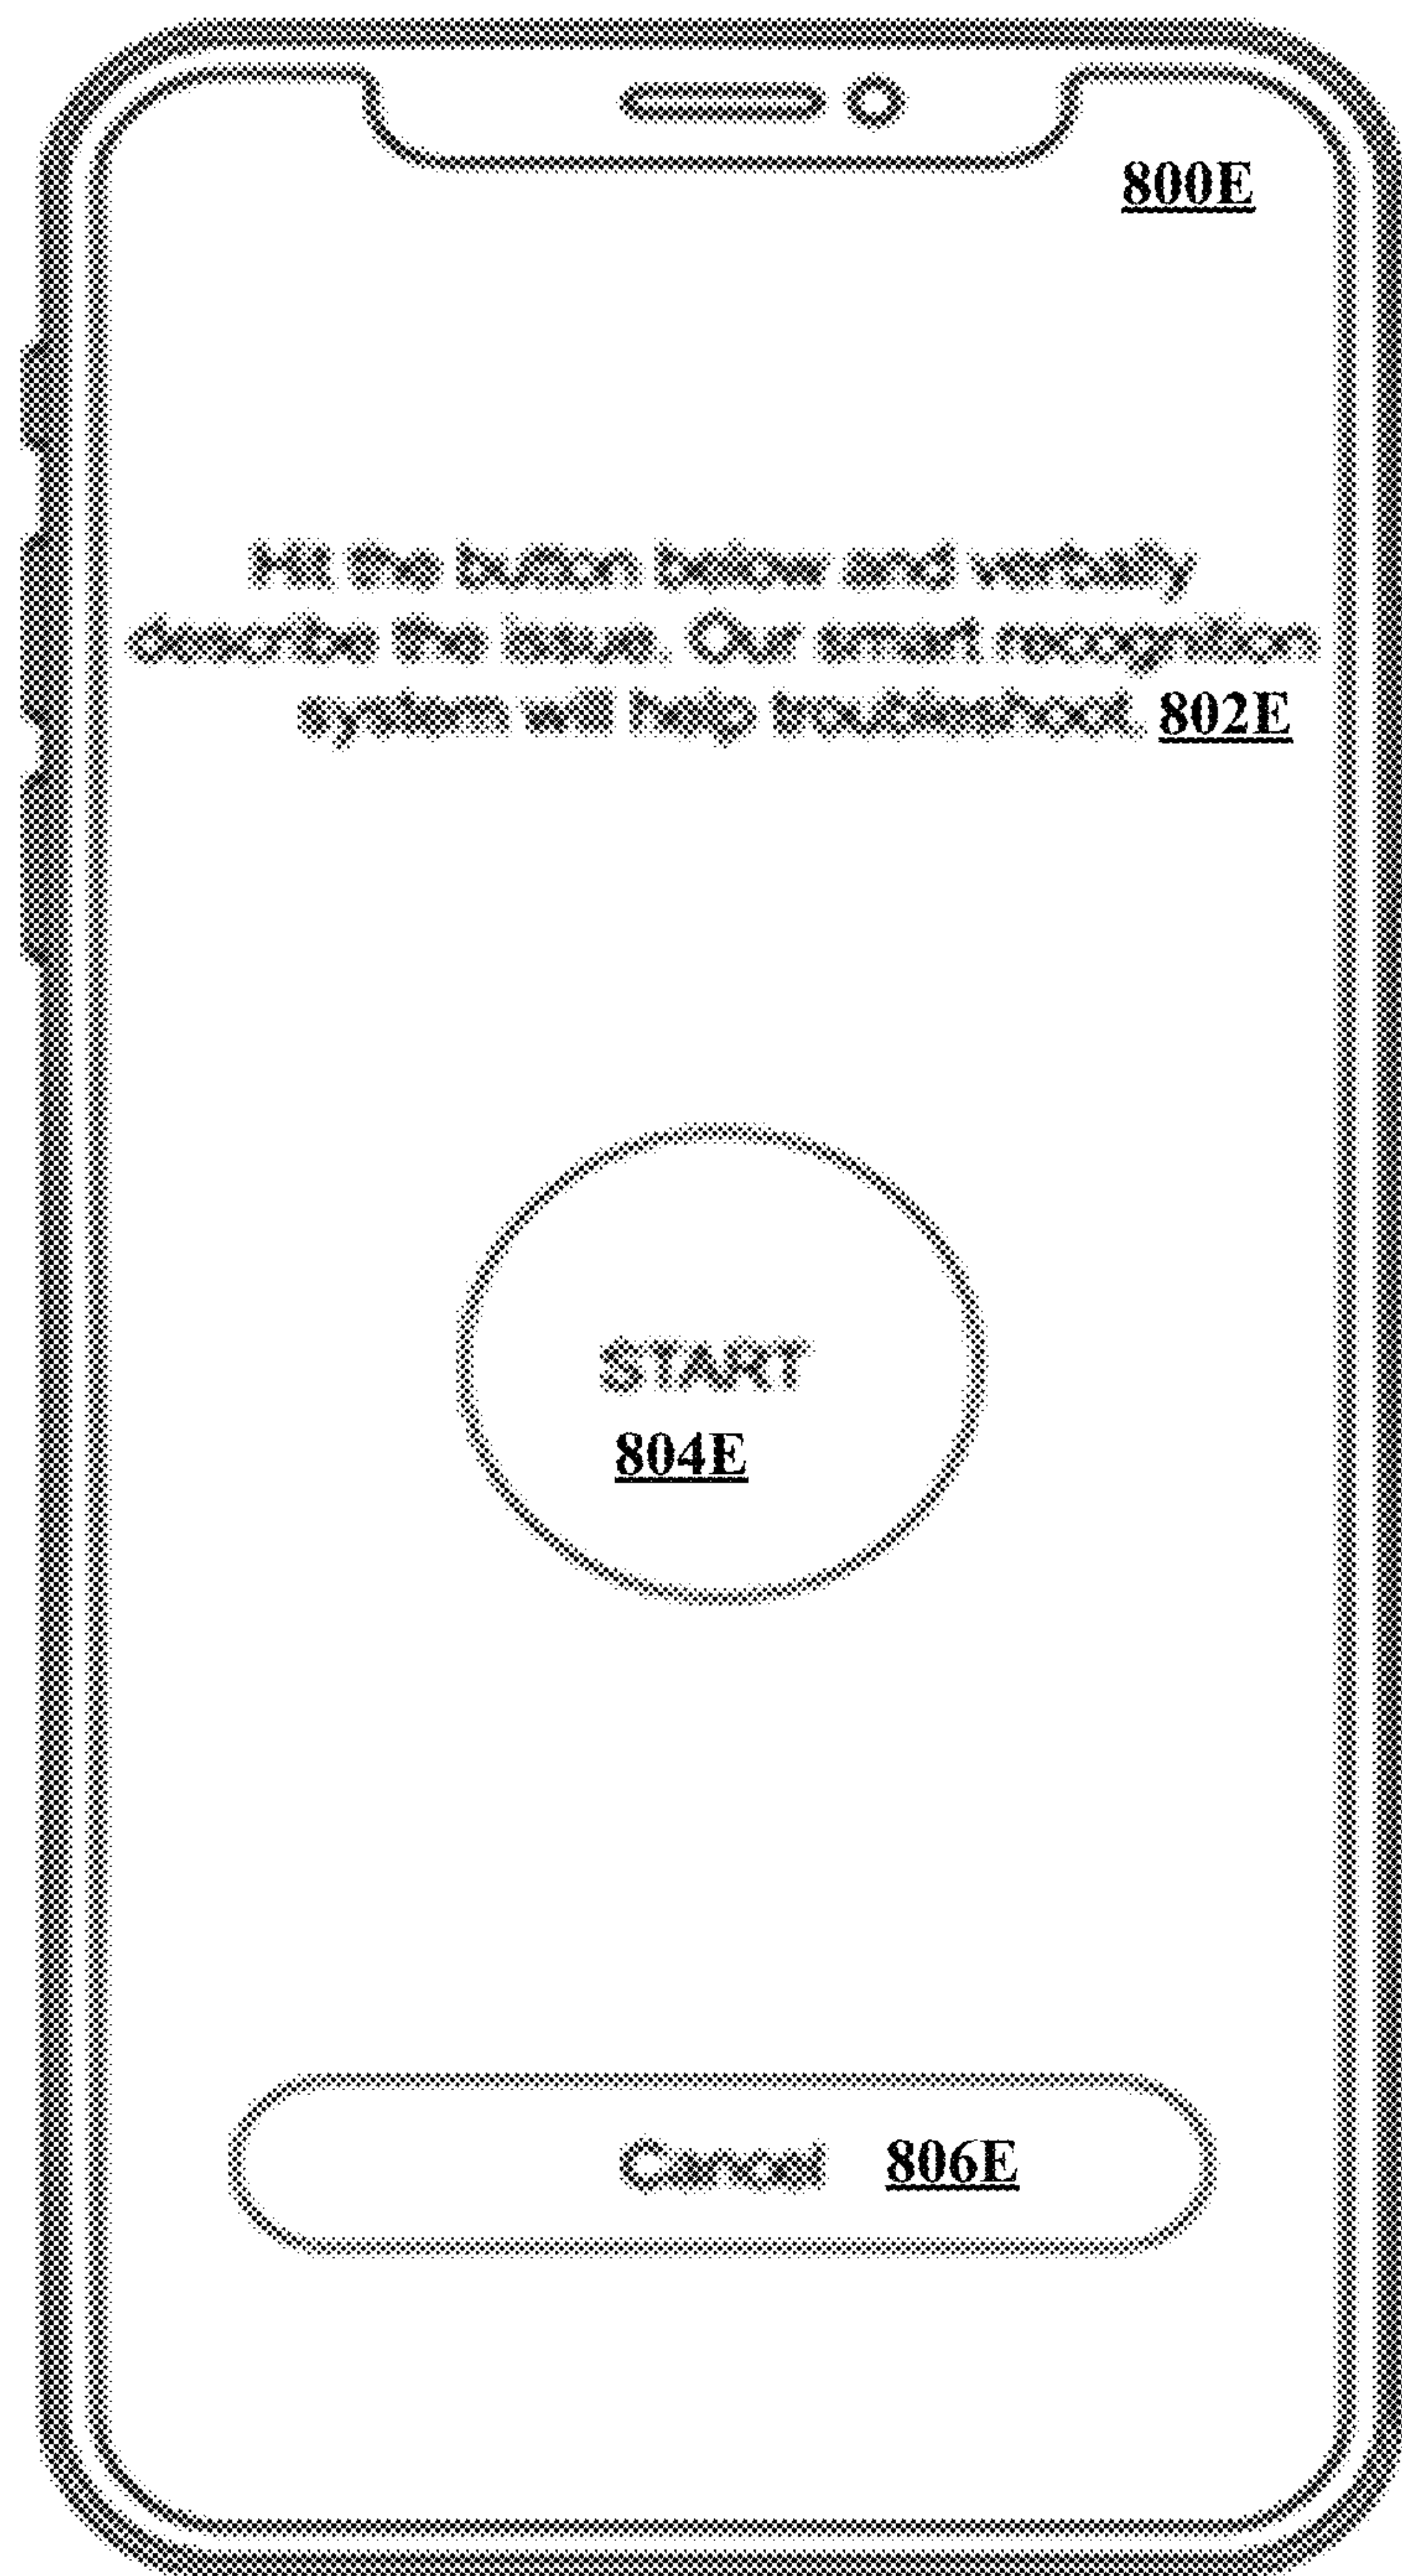 800E
Hit the button below and verbally
describe the issue. Our smart recognition
system will help troubleshoot. 802E
START
804E
Cancel 806E